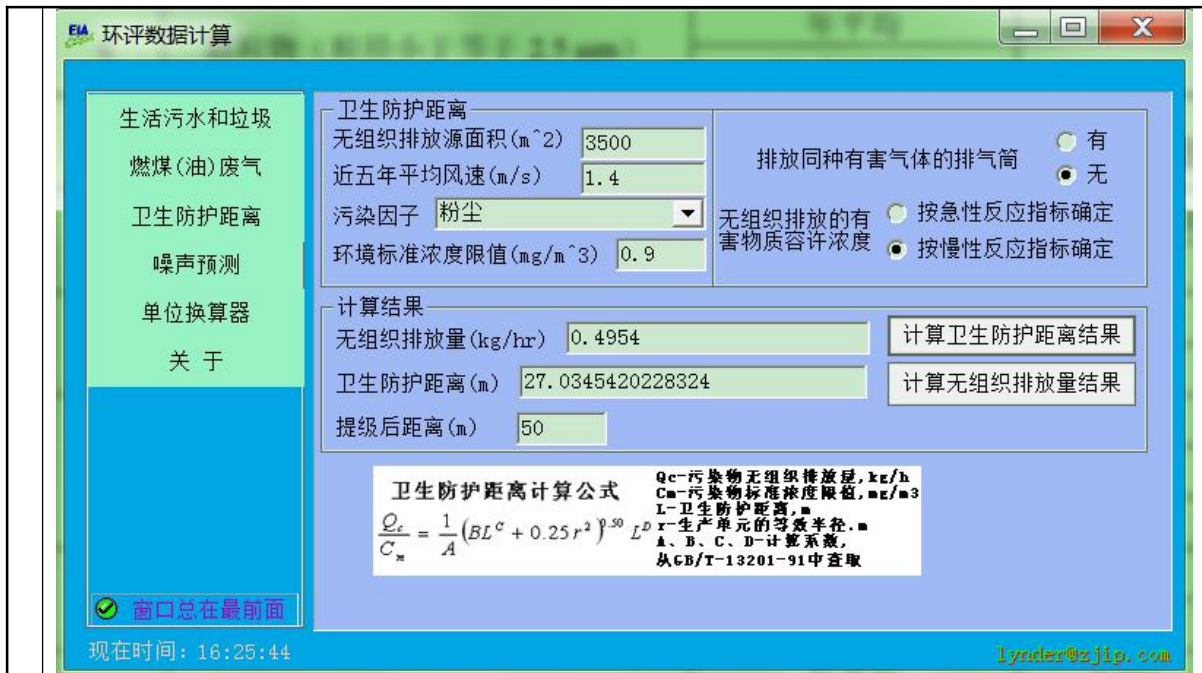 EIA 环评数据计算
生活污水和垃圾
燃煤(油)废气
卫生防护距离
噪声预测
单位换算器
关 于
窗口总在最前面
卫生防护距离
无组织排放源面积(m^2) 3500
近五年平均风速(m/s) 1.4
污染因子 粉尘
环境标准浓度限值(mg/m^3) 0.9
排放同种有害气体的排气筒
有
无
无组织排放的有
害物质容许浓度
按急性反应指标确定
按慢性反应指标确定
计算结果
无组织排放量(kg/hr) 0.4954
卫生防护距离(m) 27.0345420228324
提级后距离(m) 50
计算卫生防护距离结果
计算无组织排放量结果
卫生防护距离计算公式
Q_c/C_m = 1/A (BL^C + 0.25 r^2)^0.50 L^D
Qc-污染物无组织排放量,kg/h
Cm-污染物标准浓度限值,mg/m3
L-卫生防护距离,m
r-生产单元的等效半径.m
A、B、C、D-计算系数,
从GB/T-13201-91中查取
现在时间: 16:25:44
lynder@zjip.com